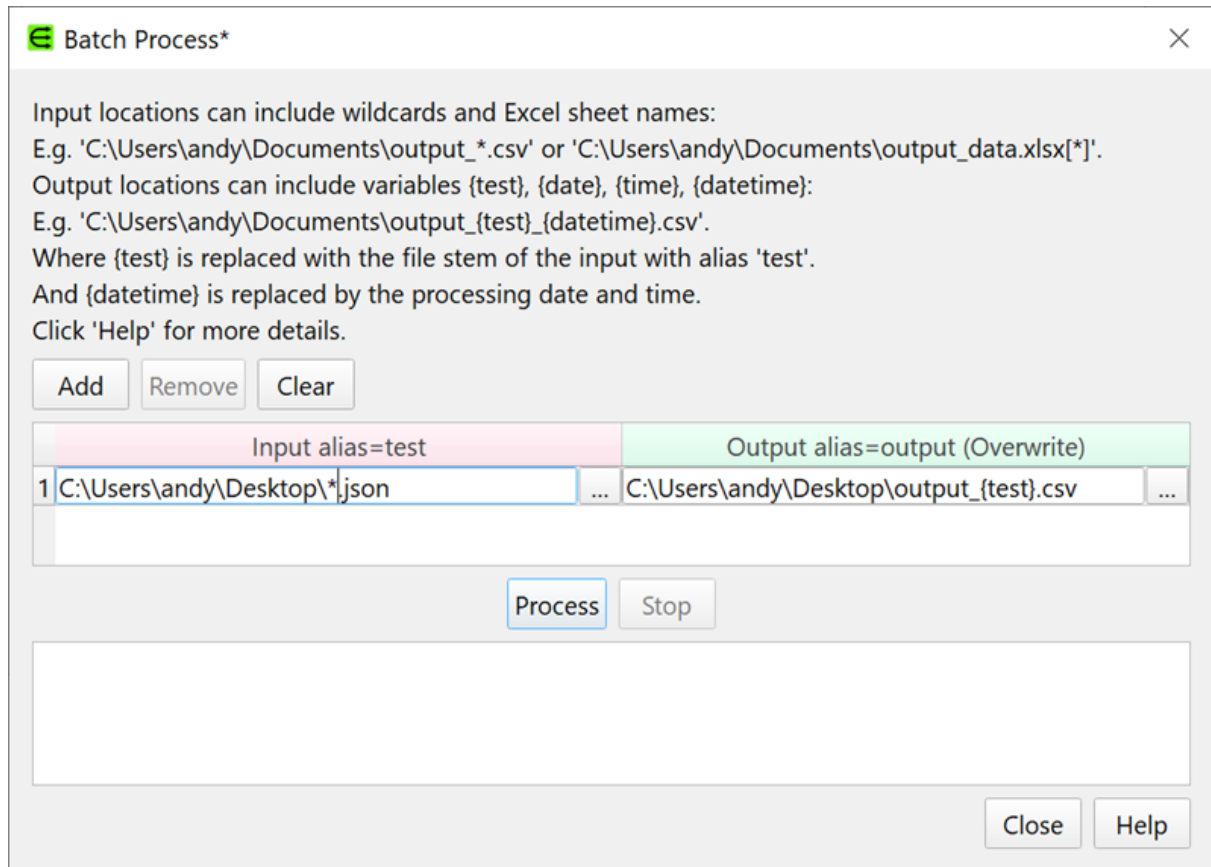 Batch Process*
Input locations can include wildcards and Excel sheet names:
E.g. 'C:\Users\andy\Documents\output_*.csv' or 'C:\Users\andy\Documents\output_data.xlsx[*]'.
Output locations can include variables {test}, {date}, {time}, {datetime}:
E.g. 'C:\Users\andy\Documents\output_{test}_{datetime}.csv'.
Where {test} is replaced with the file stem of the input with alias 'test'.
And {datetime} is replaced by the processing date and time.
Click 'Help' for more details.
Add Remove Clear
Input alias=test Output alias=output (Overwrite)
1 C:\Users\andy\Desktop\*.json ... C:\Users\andy\Desktop\output_{test}.csv ...
Process Stop
Close Help